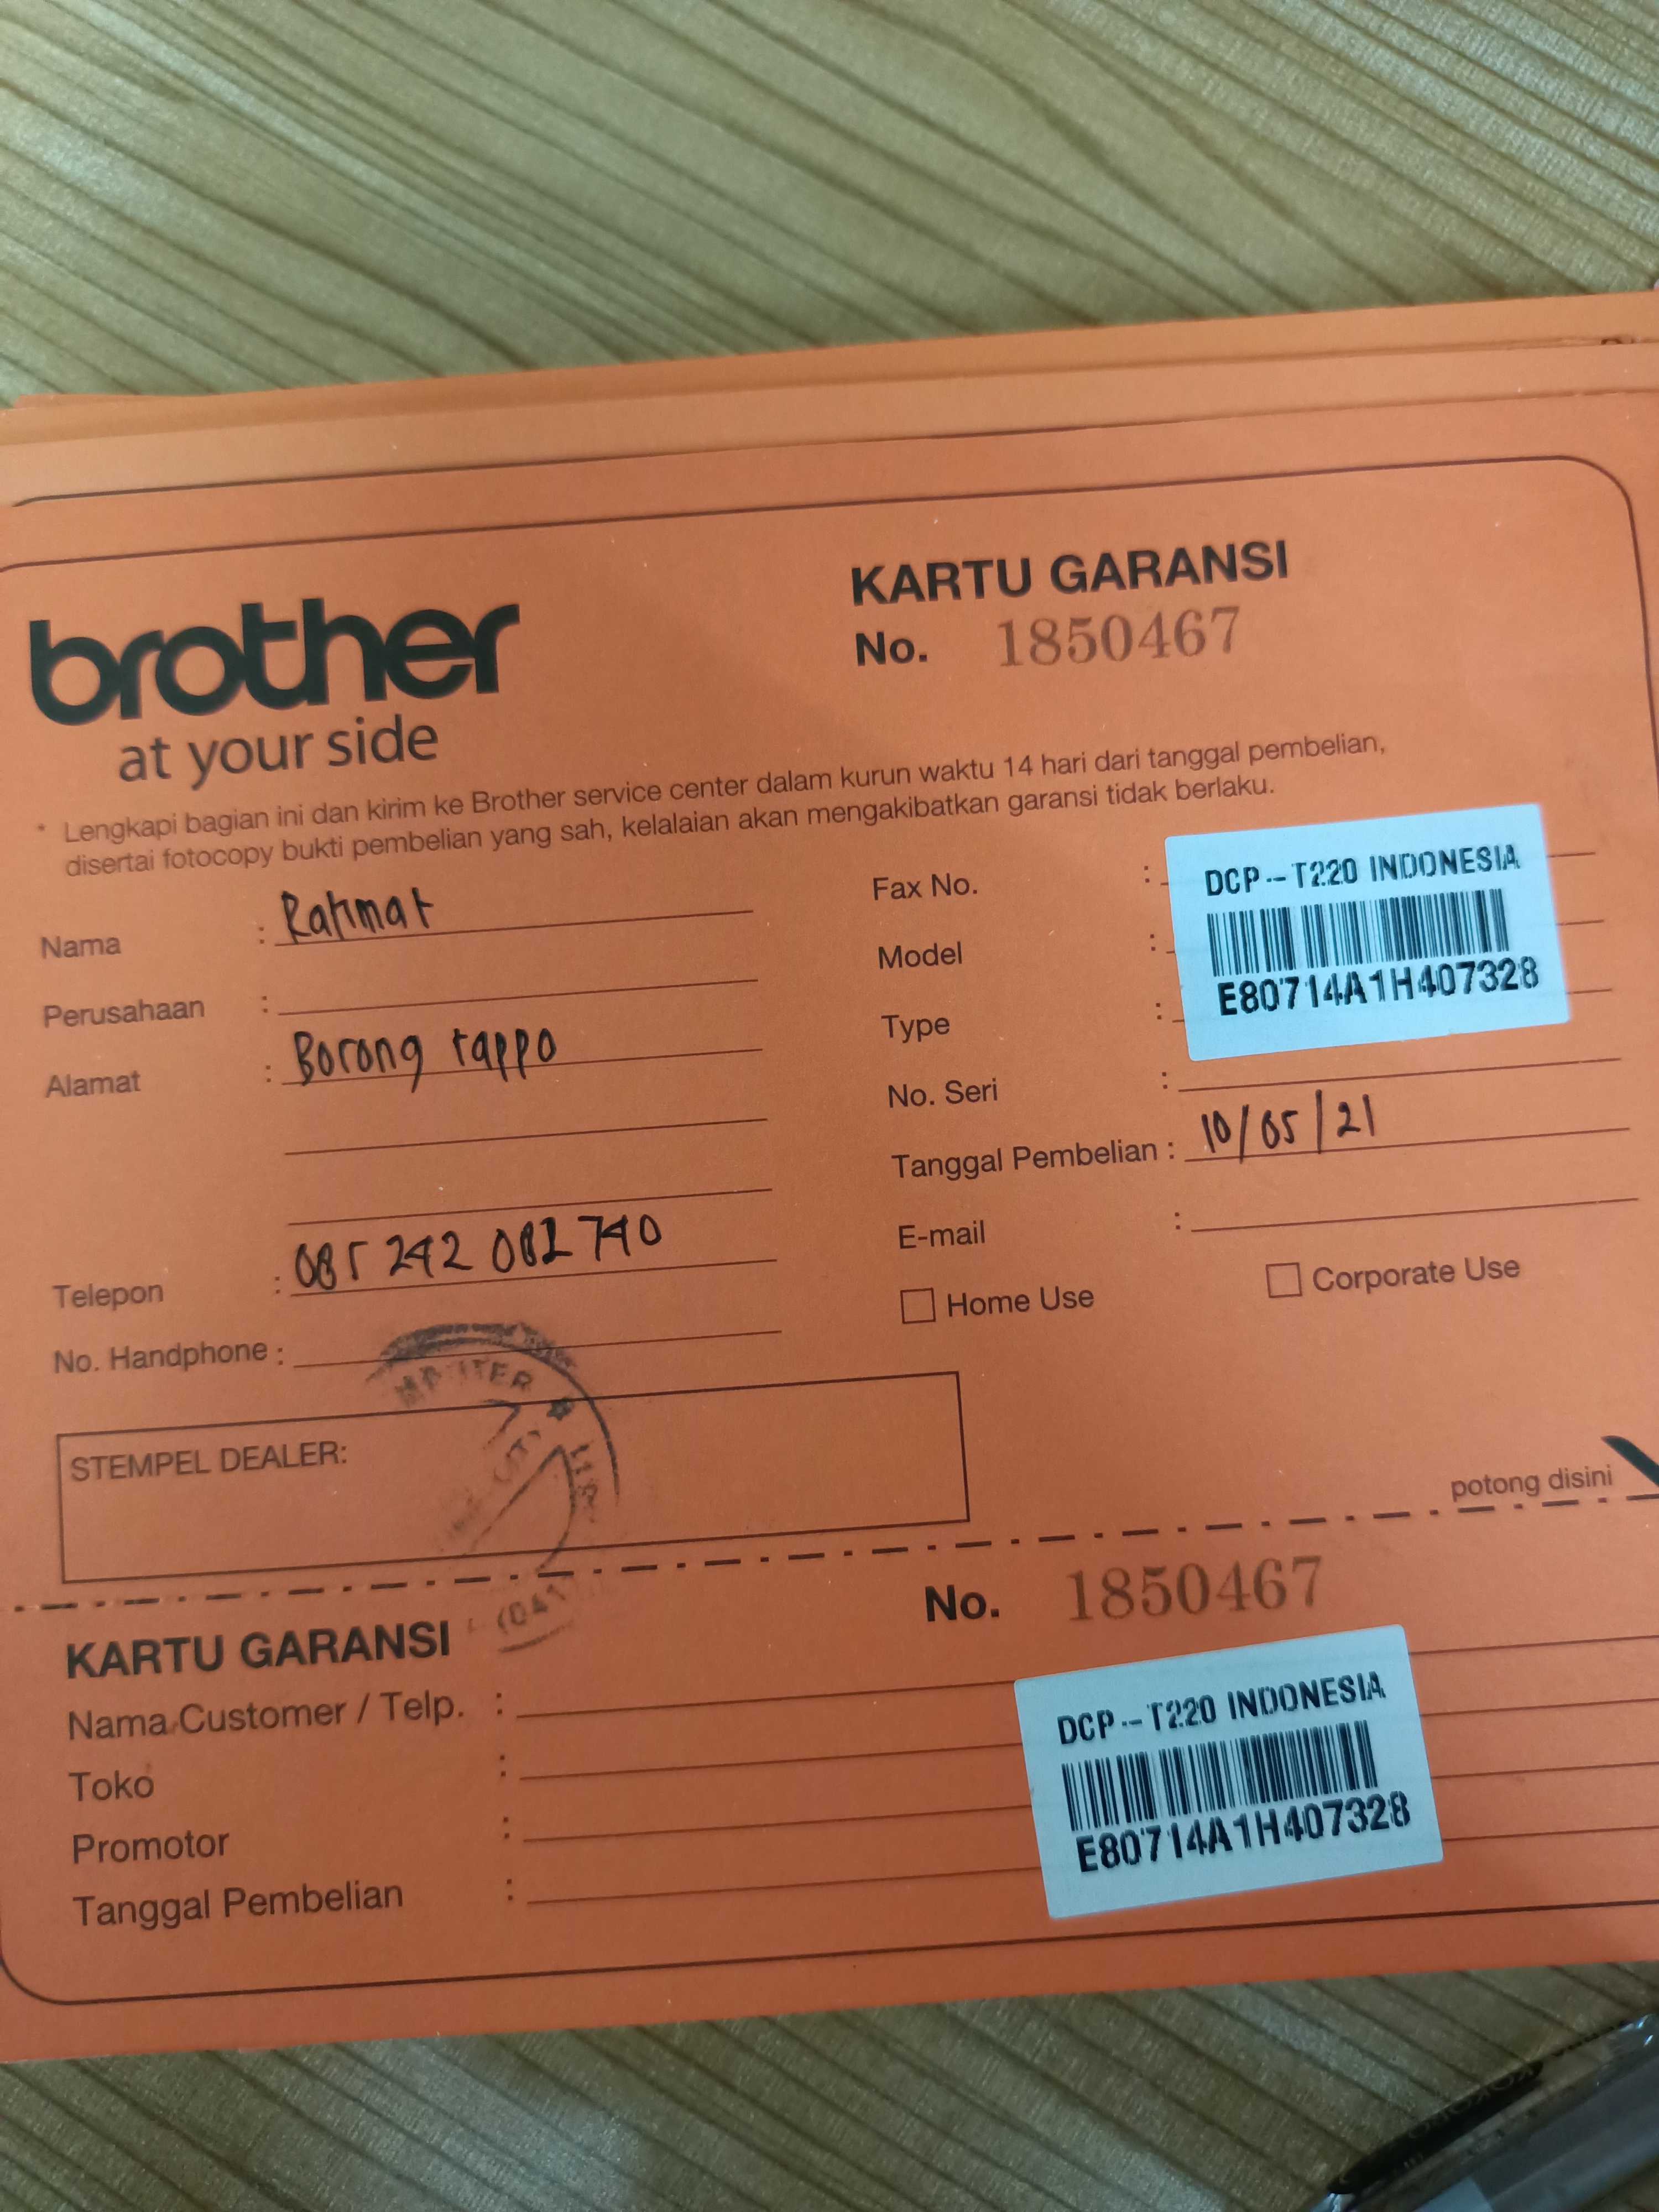 brother
at your side
KARTU GARANSI
No. 1850467
* Lengkapi bagian ini dan kirim ke Brother service center dalam kurun waktu 14 hari dari tanggal pembelian,
disertai fotocopy bukti pembelian yang sah, kelalaian akan mengakibatkan garansi tidak berlaku.
Nama : Rahmat
Perusahaan :
Alamat : Borong tappo
Telepon : 085 242 082 740
No. Handphone :
Fax No. :
Model :
Type :
No. Seri :
DCP-T220 INDONESIA
E80714A1H407328
Tanggal Pembelian : 10/05/21
E-mail :
Home Use
Corporate Use
STEMPEL DEALER:
potong disini
KARTU GARANSI
No. 1850467
Nama Customer / Telp. :
Toko :
Promotor :
Tanggal Pembelian :
DCP-T220 INDONESIA
E80714A1H407328